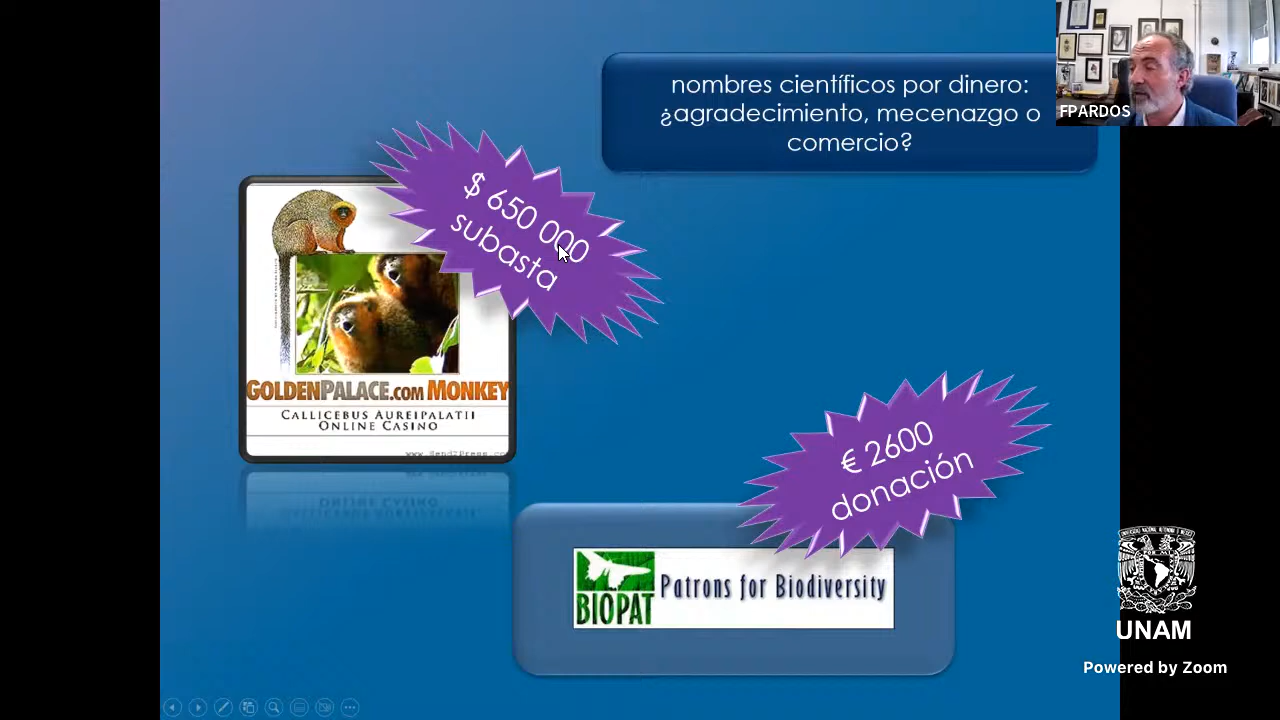 nombres científicos por dinero:
¿agradecimiento, mecenazgo o
comercio?
FPARDOS
$ 650 000
subasta
GOLDENPALACE.COM MONKEY
CALLICEBUS AUREIPALATII
ONLINE CASINO
€ 2600
donación
BIOPAT
Patrons for Biodiversity
UNAM
Powered by Zoom